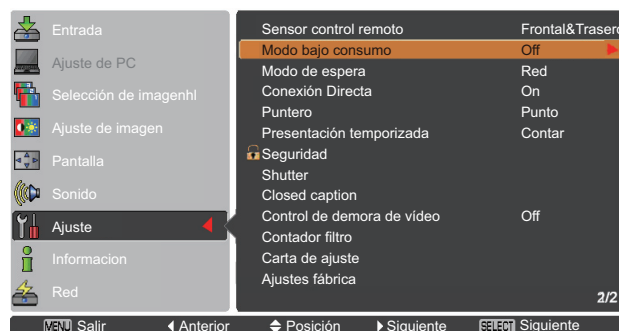 Entrada
Ajuste de PC
Selección de imagenhl
Ajuste de imagen
Pantalla
Sonido
Ajuste
Informacion
Red
Sensor control remoto Frontal&Trasero
Modo bajo consumo Off
Modo de espera Red
Conexión Directa On
Puntero Punto
Presentación temporizada Contar
Seguridad
Shutter
Closed caption
Control de demora de vídeo Off
Contador filtro
Carta de ajuste
Ajustes fábrica
2/2
MENU Salir Anterior Posición Siguiente SELECT Siguiente